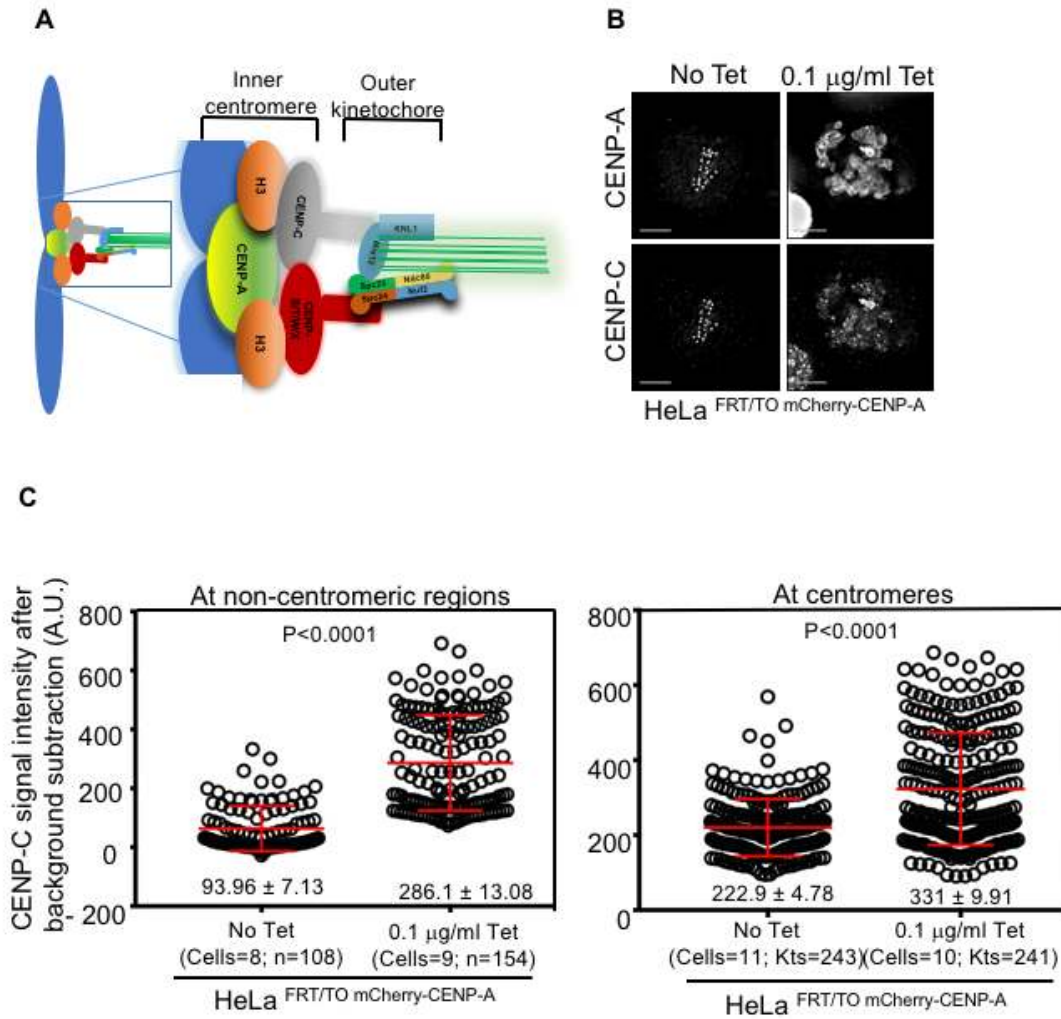 A
Inner
centromere
Outer
kinetochore
H3
CENP-C
CENP-A
H3
KNL1
Mis12
Spc25
Ndc80
Spc24
Nuf2
B
No Tet
0.1 μg/ml Tet
CENP-A
CENP-C
HeLa FRT/TO mCherry-CENP-A
C
CENP-C signal intensity after
background subtraction (A.U.)
At non-centromeric regions
P<0.0001
800
600
400
200
0
- 200
93.96 ± 7.13
286.1 ± 13.08
No Tet
(Cells=8; n=108)
0.1 μg/ml Tet
(Cells=9; n=154)
HeLa FRT/TO mCherry-CENP-A
At centromeres
P<0.0001
800
600
400
200
0
222.9 ± 4.78
331 ± 9.91
No Tet
(Cells=11; Kts=243)
0.1 μg/ml Tet
(Cells=10; Kts=241)
HeLa FRT/TO mCherry-CENP-A